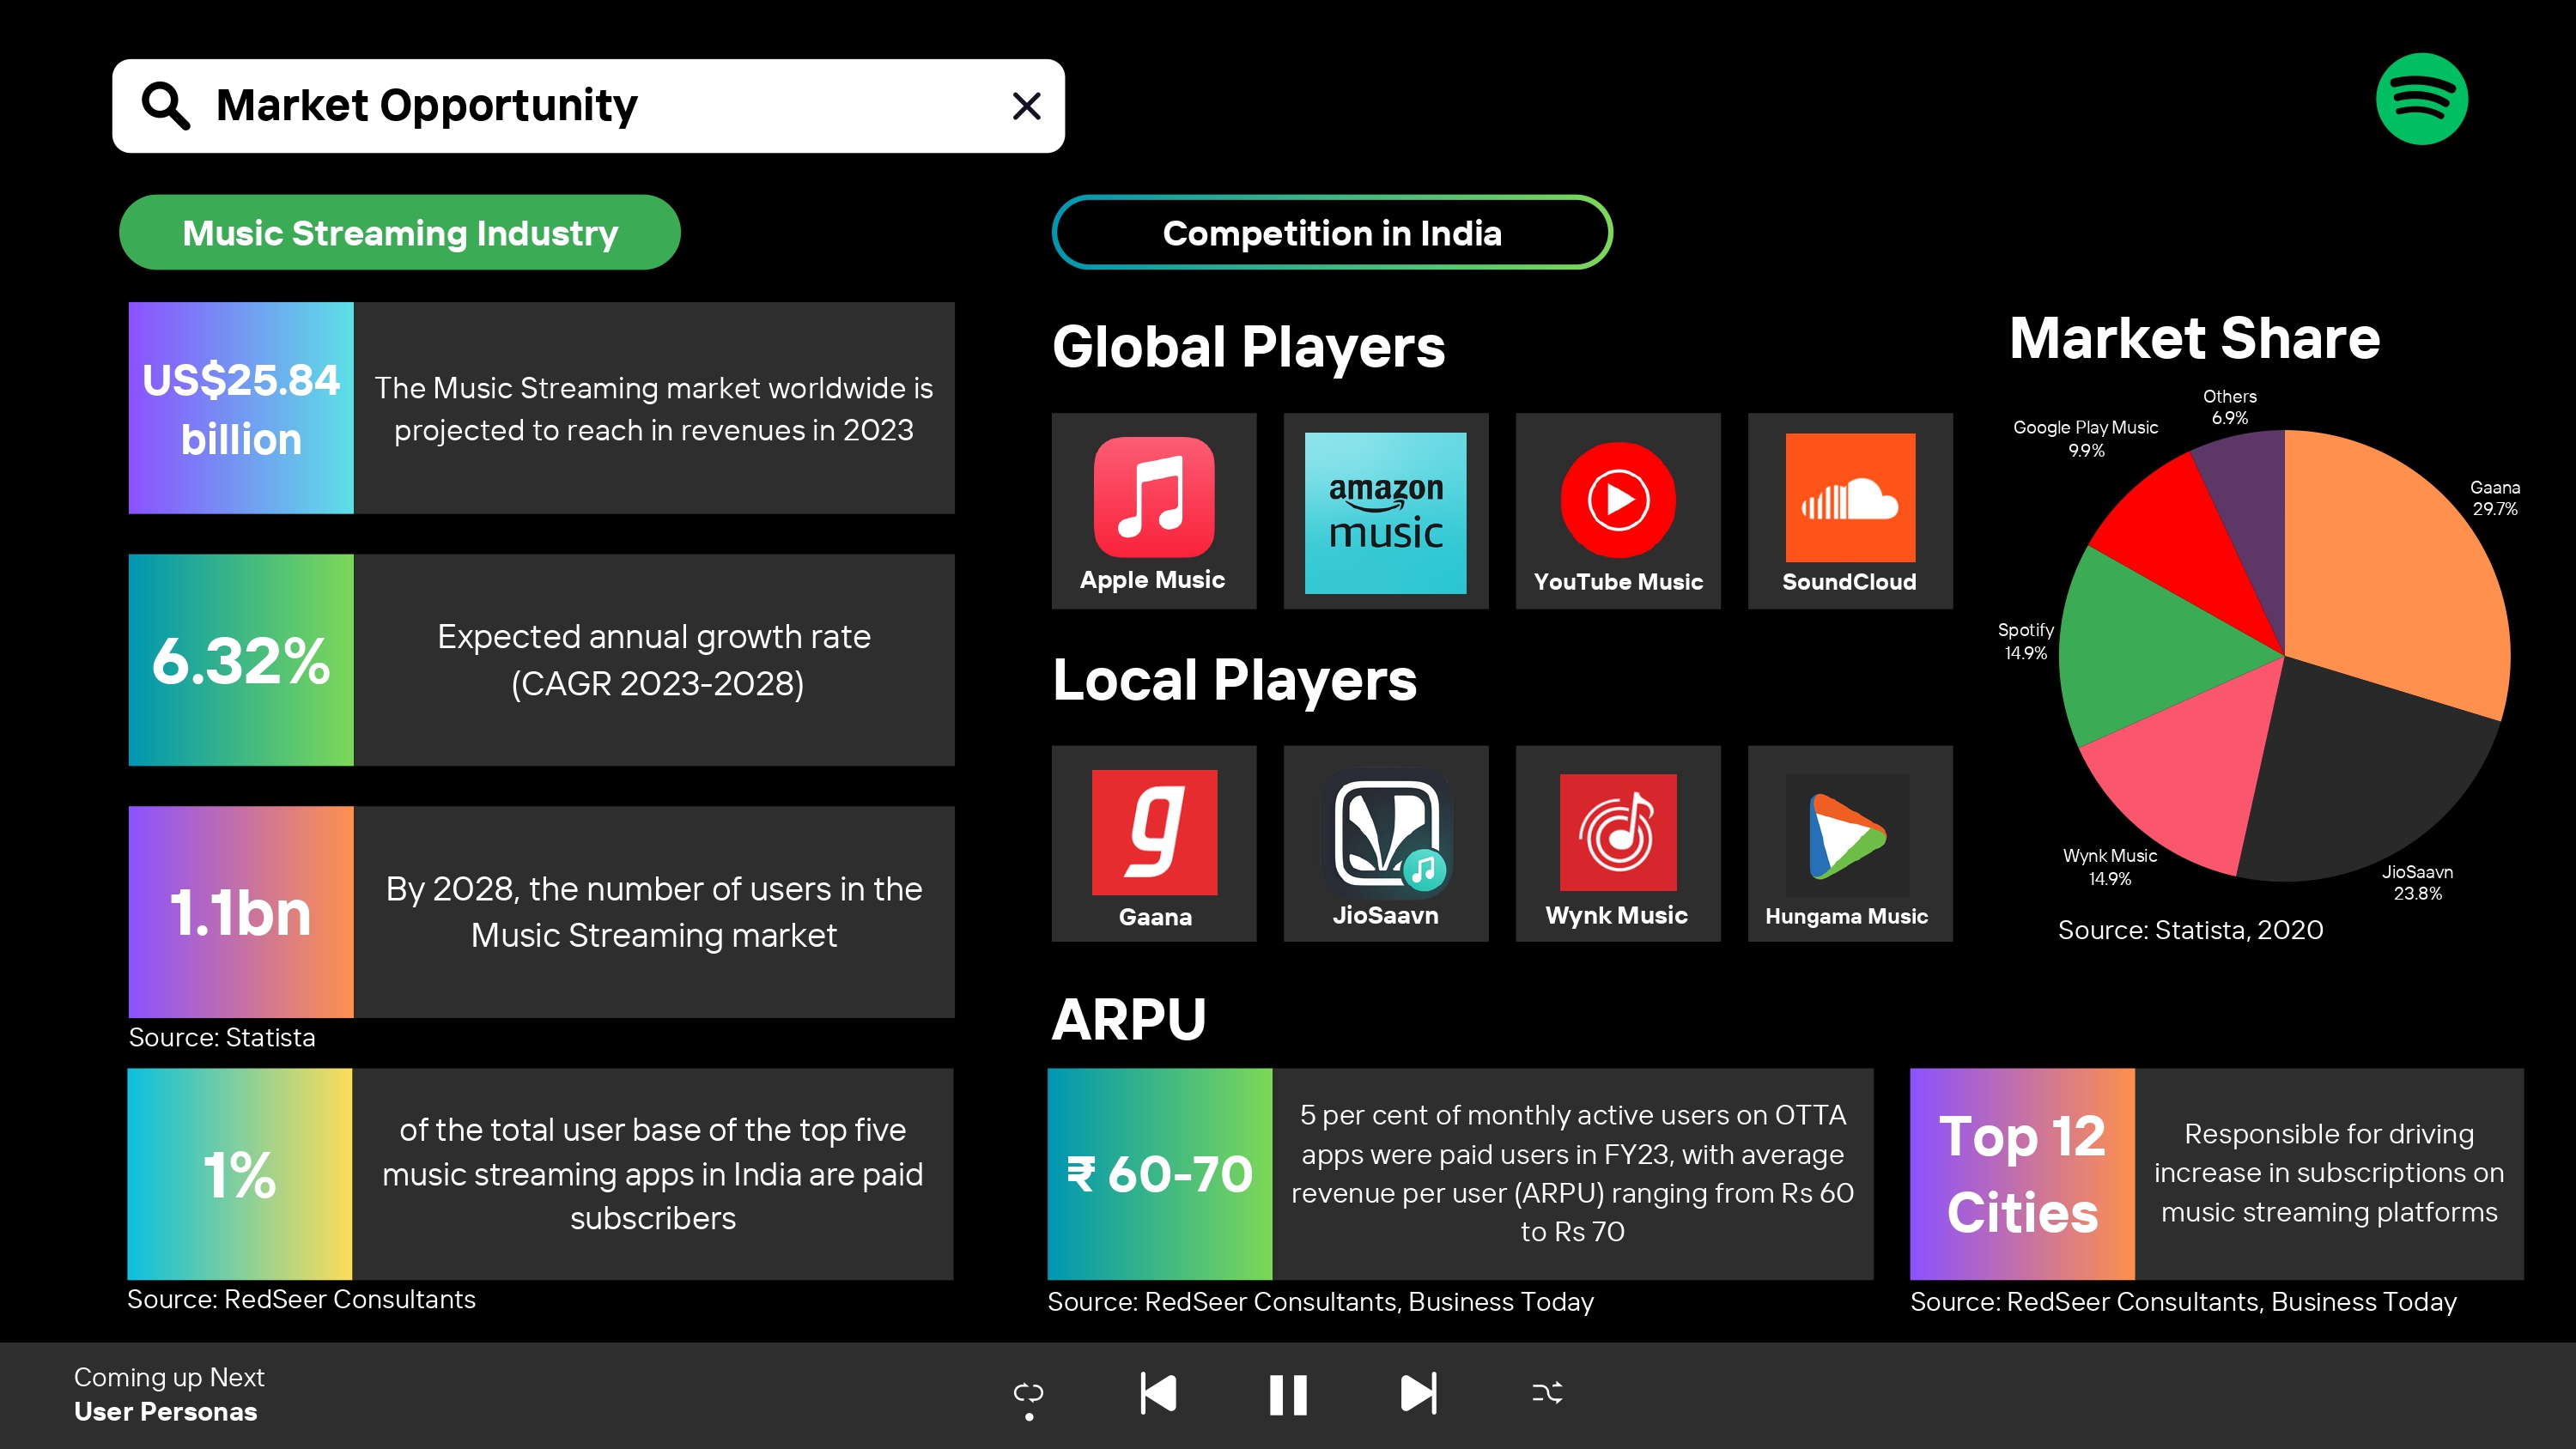 Market Opportunity
Music Streaming Industry
US$25.84
billion
The Music Streaming market worldwide is
projected to reach in revenues in 2023
6.32%
Expected annual growth rate
(CAGR 2023-2028)
1.1bn
By 2028, the number of users in the
Music Streaming market
Source: Statista
1%
of the total user base of the top five
music streaming apps in India are paid
subscribers
Source: RedSeer Consultants
Competition in India
Global Players
Apple Music
amazon
music
YouTube Music
SoundCloud
Local Players
g
Gaana
JioSaavn
Wynk Music
Hungama Music
Market Share
Others
6.9%
Google Play Music
9.9%
Gaana
29.7%
Spotify
14.9%
Wynk Music
14.9%
JioSaavn
23.8%
Source: Statista, 2020
ARPU
₹ 60-70
5 per cent of monthly active users on OTTA
apps were paid users in FY23, with average
revenue per user (ARPU) ranging from Rs 60
to Rs 70
Source: RedSeer Consultants, Business Today
Top 12
Cities
Responsible for driving
increase in subscriptions on
music streaming platforms
Source: RedSeer Consultants, Business Today
Coming up Next
User Personas